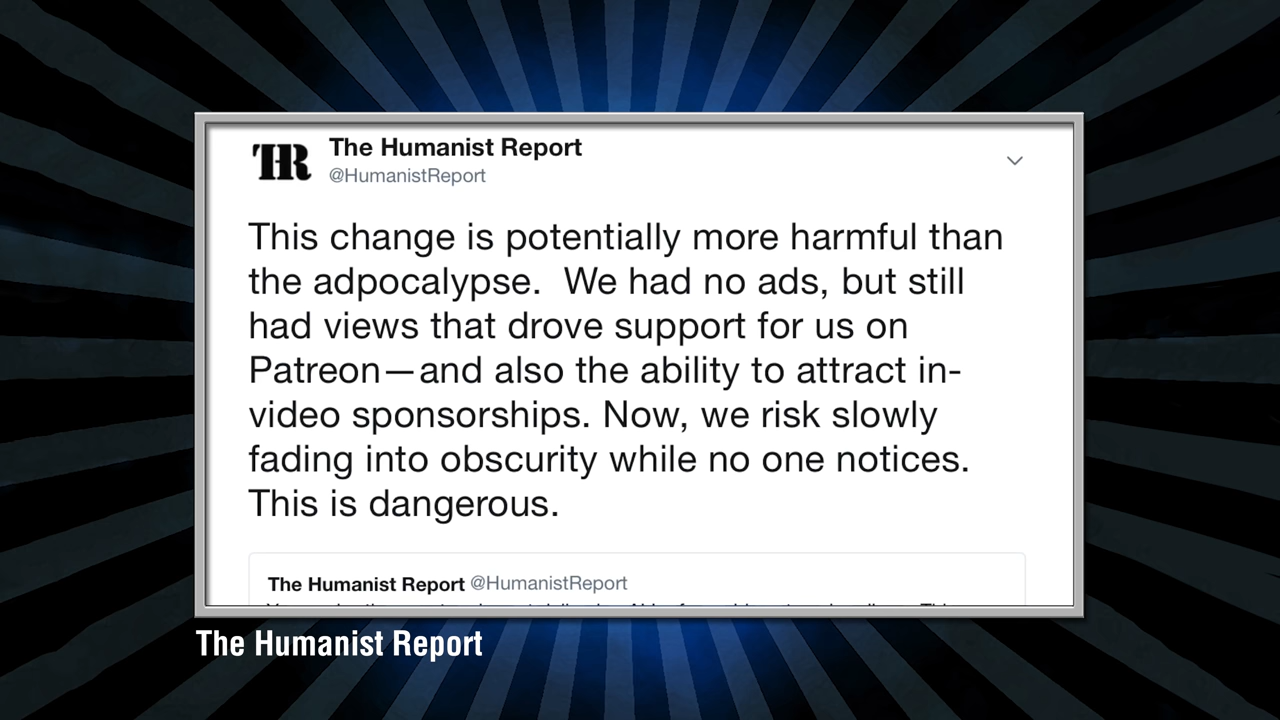 THR
The Humanist Report
@HumanistReport
This change is potentially more harmful than
the adpocalypse.  We had no ads, but still
had views that drove support for us on
Patreon—and also the ability to attract in-
video sponsorships. Now, we risk slowly
fading into obscurity while no one notices.
This is dangerous.
The Humanist Report @HumanistReport
The Humanist Report